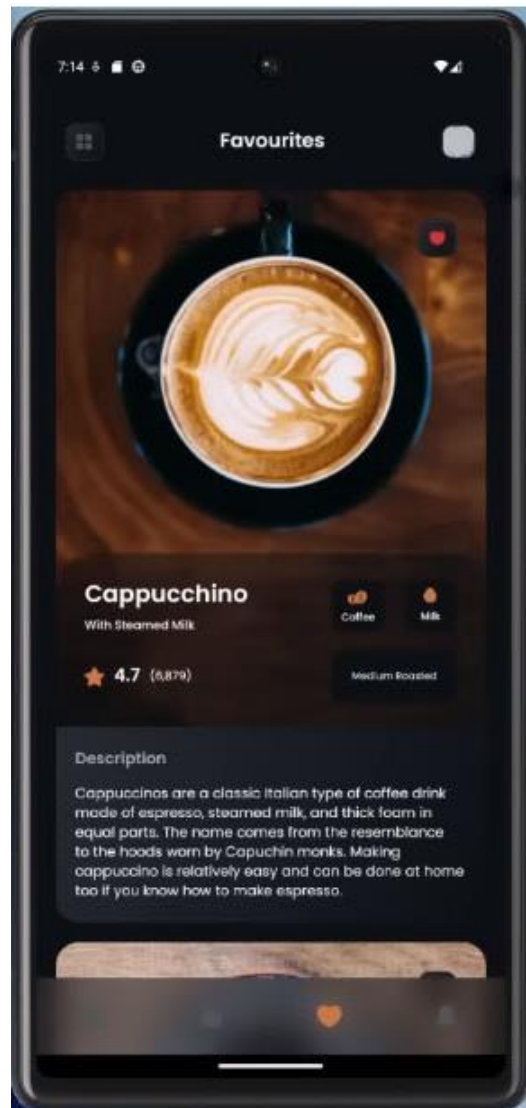 7:14
Favourites
Cappucchino
With Steamed Milk
Coffee
Milk
4.7 (6,879)
Medium Roasted
Description
Cappuccinos are a classic Italian type of coffee drink
made of espresso, steamed milk, and thick foam in
equal parts. The name comes from the resemblance
to the hoods worn by Capuchin monks. Making
cappuccino is relatively easy and can be done at home
too if you know how to make espresso.